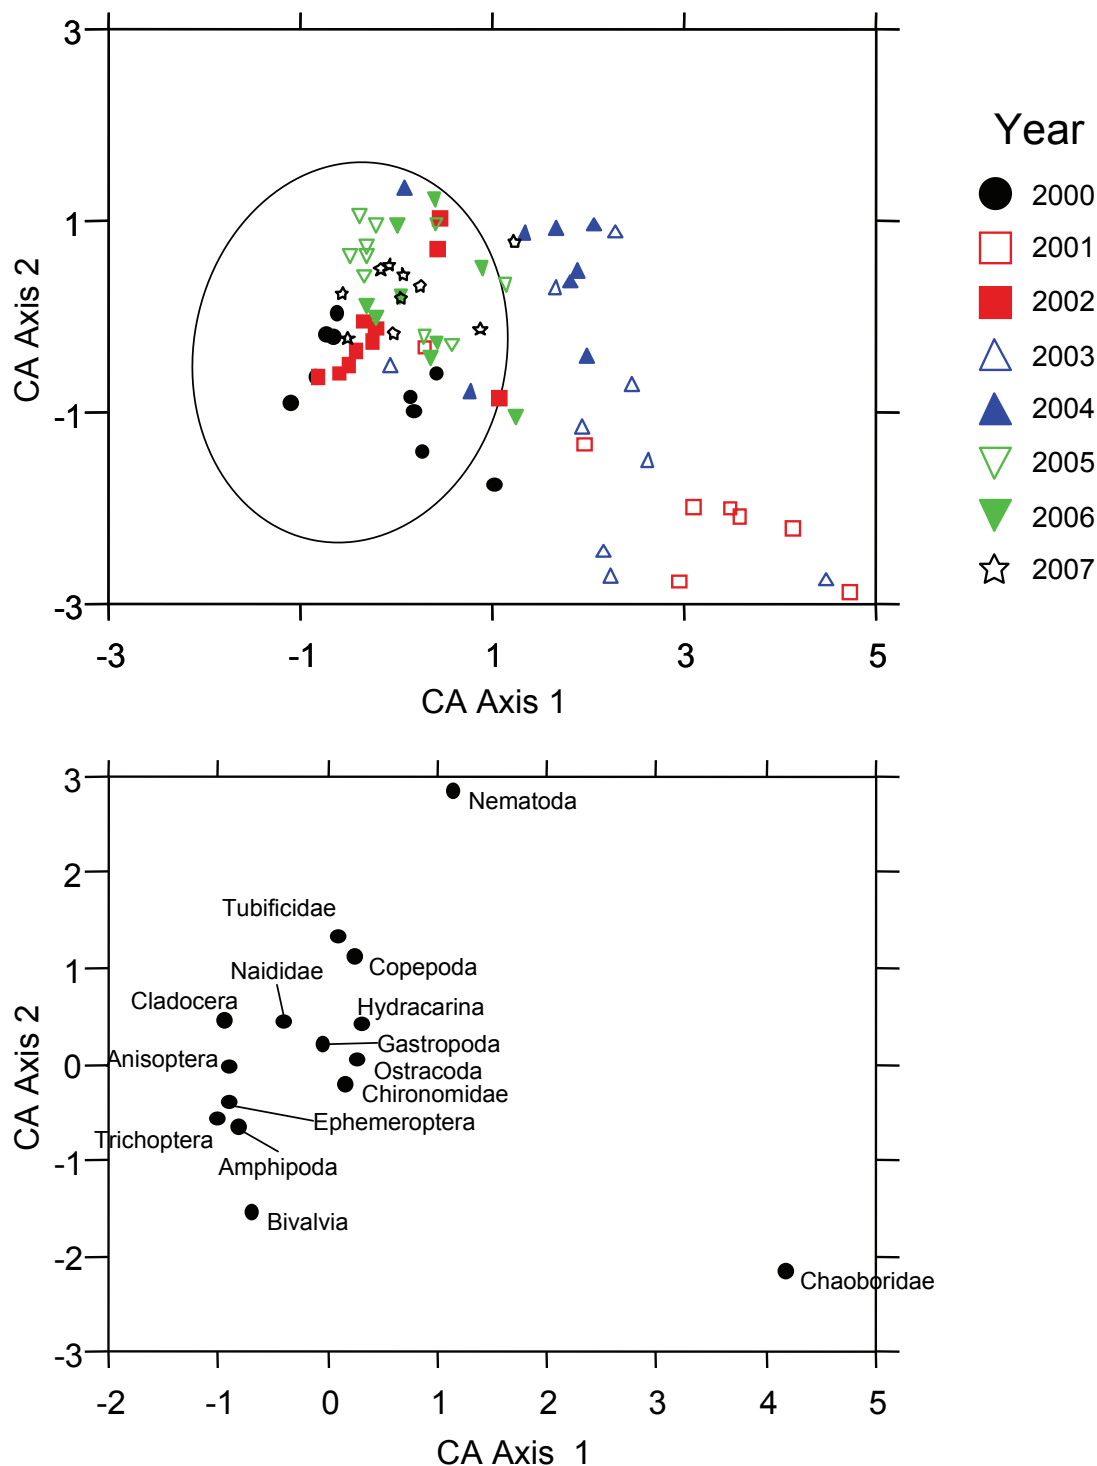 3
1
-1
-3
CA Axis 2
-3 -1 1 3 5
CA Axis 1
Year
2000
2001
2002
2003
2004
2005
2006
2007
3
2
1
0
-1
-2
-3
CA Axis 2
Nematoda
Tubificidae
Copepoda
Naididae
Cladocera
Hydracarina
Gastropoda
Anisoptera
Ostracoda
Chironomidae
Ephemeroptera
Trichoptera
Amphipoda
Bivalvia
Chaoboridae
-2 -1 0 1 2 3 4 5
CA Axis 1